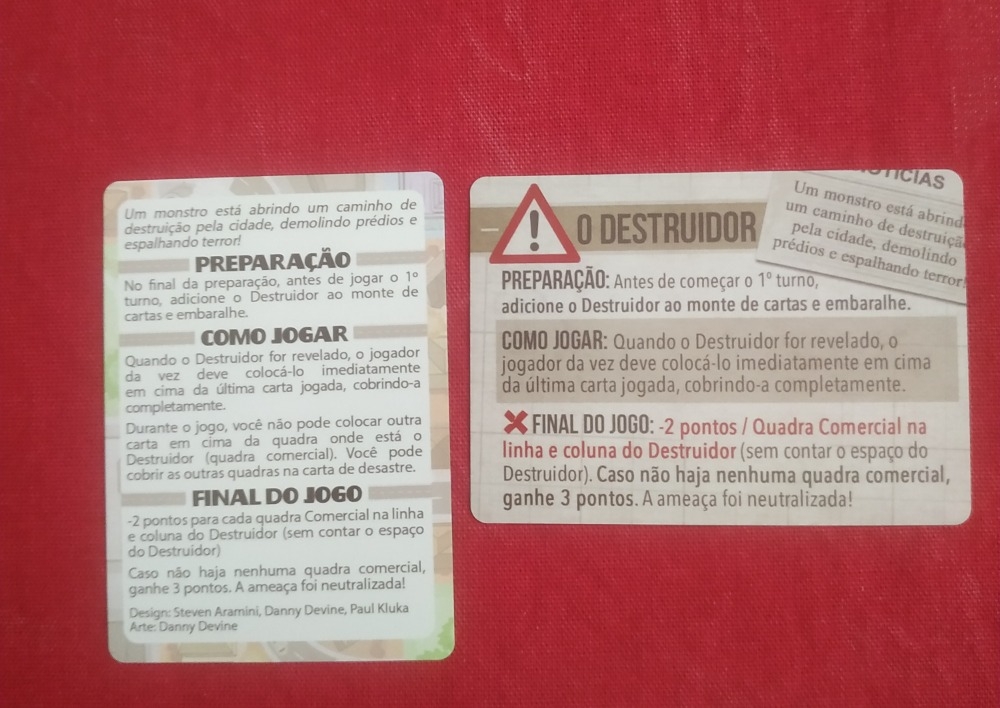 Um monstro está abrindo um caminho de
destruição pela cidade, demolindo prédios e
espalhando terror!
PREPARAÇÃO
No final da preparação, antes de jogar o 1º
turno, adicione o Destruidor ao monte de
cartas e embaralhe.
COMO JOGAR
Quando o Destruidor for revelado, o jogador
da vez deve colocá-lo imediatamente
em cima da última carta jogada, cobrindo-a
completamente.
Durante o jogo, você não pode colocar outra
carta em cima da quadra onde está o
Destruidor (quadra comercial). Você pode
cobrir as outras quadras na carta de desastre.
FINAL DO JOGO
-2 pontos para cada quadra Comercial na linha
e coluna do Destruidor (sem contar o espaço
do Destruidor)
Caso não haja nenhuma quadra comercial,
ganhe 3 pontos. A ameaça foi neutralizada!
Design: Steven Aramini, Danny Devine, Paul Kluka
Arte: Danny Devine
O DESTRUIDOR
Um monstro está abrind
um caminho de destruiçã
pela cidade, demolindo
prédios e espalhando terror!
PREPARAÇÃO: Antes de começar o 1º turno,
adicione o Destruidor ao monte de cartas e embaralhe.
COMO JOGAR: Quando o Destruidor for revelado, o
jogador da vez deve colocá-lo imediatamente em cima
da última carta jogada, cobrindo-a completamente.
FINAL DO JOGO: -2 pontos / Quadra Comercial na
linha e coluna do Destruidor (sem contar o espaço do
Destruidor). Caso não haja nenhuma quadra comercial,
ganhe 3 pontos. A ameaça foi neutralizada!